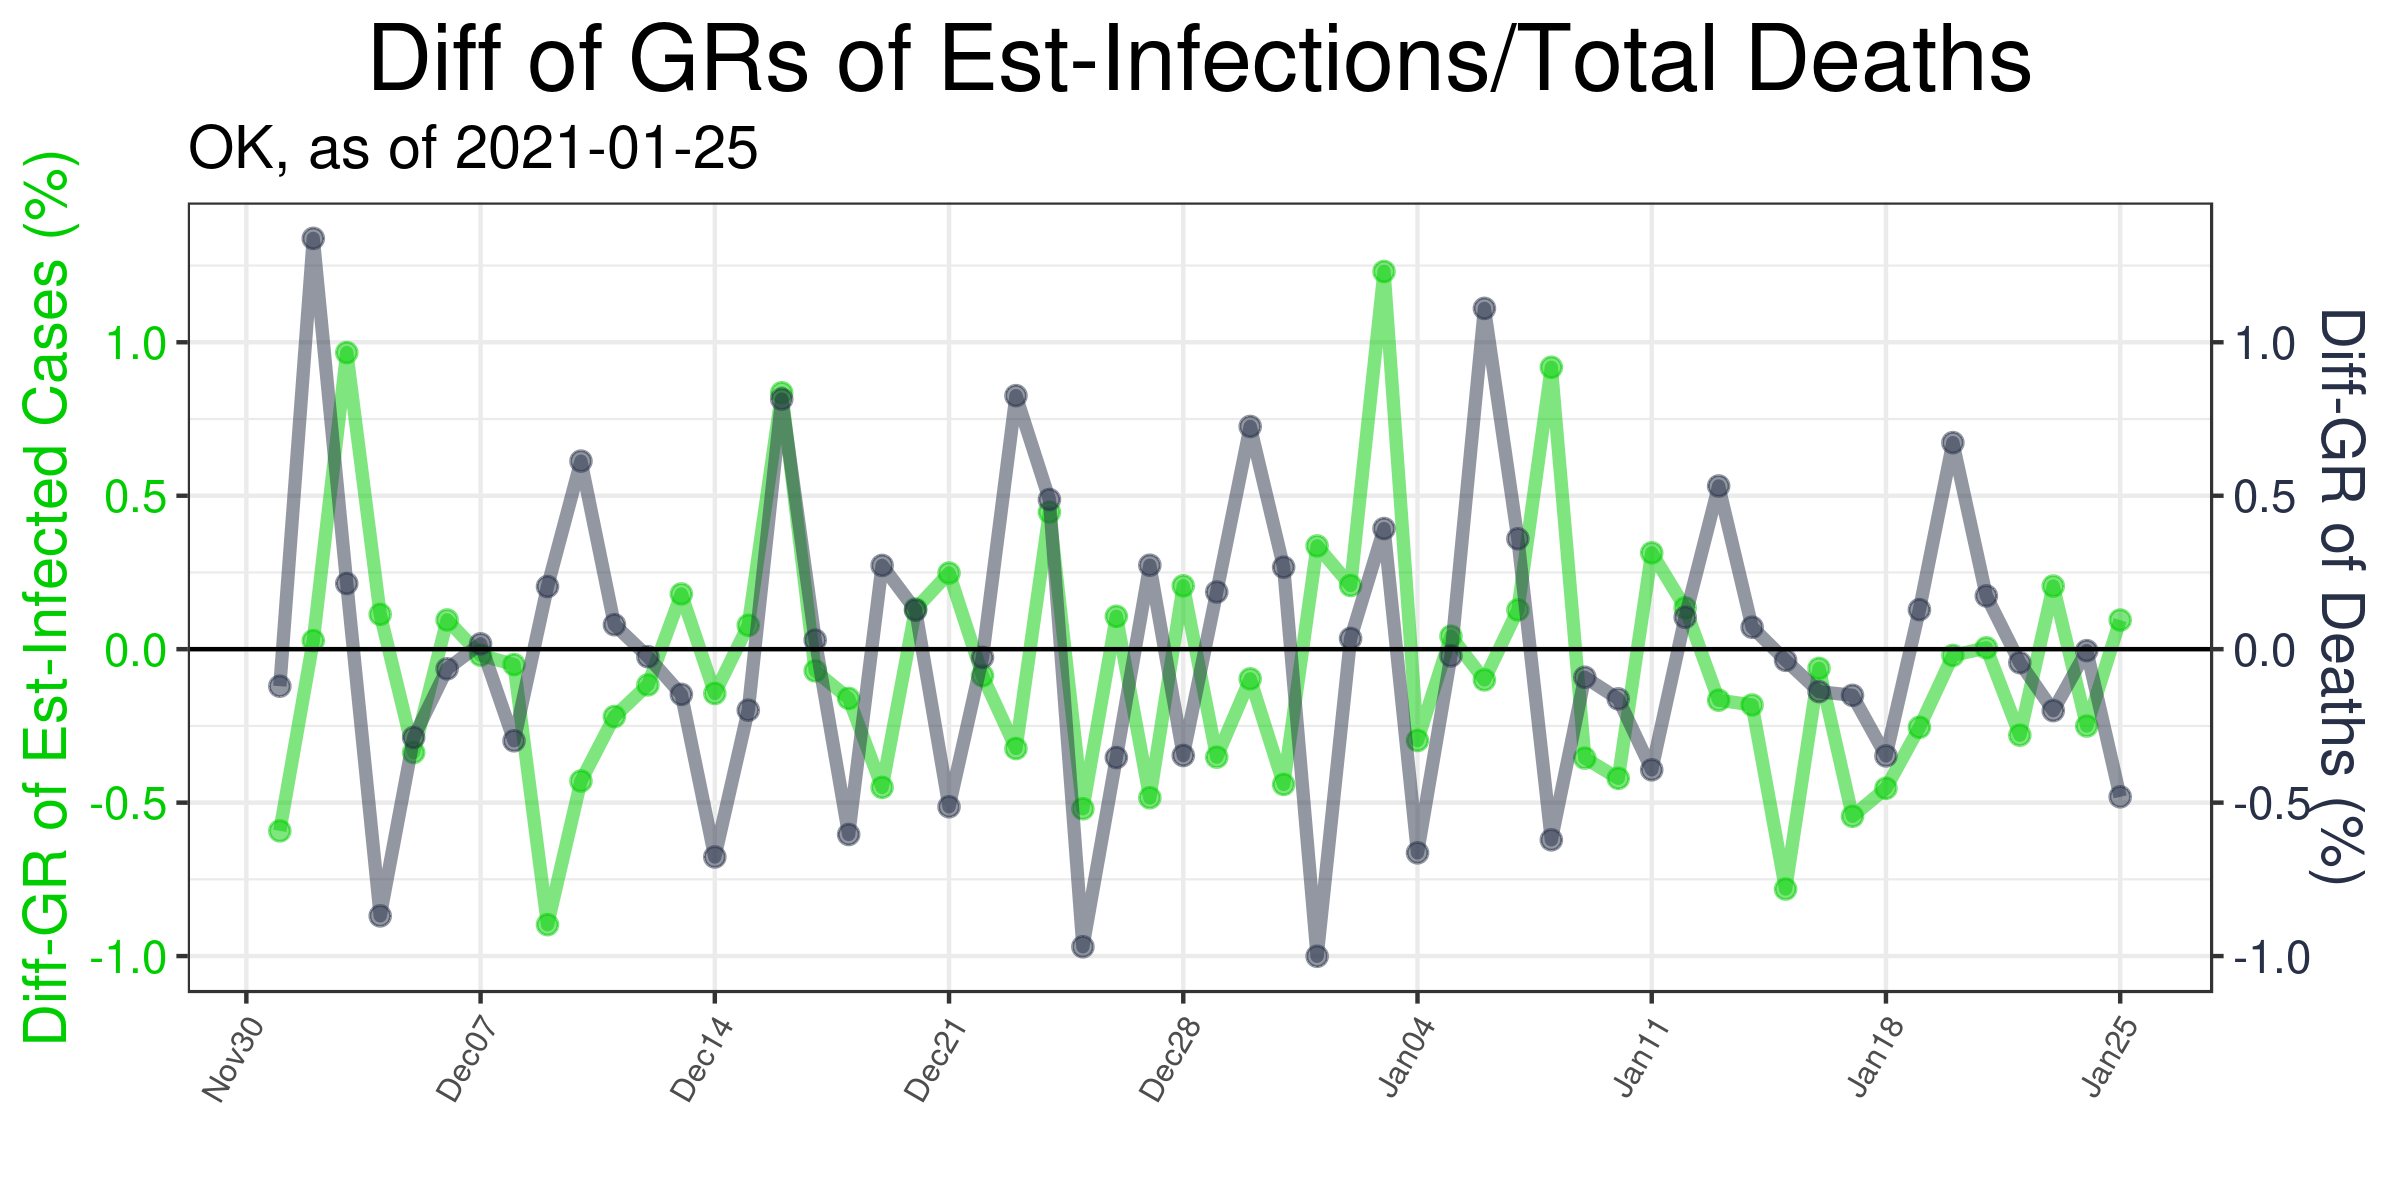 Diff of GRs of Est-Infections/Total Deaths
OK, as of 2021-01-25
Diff-GR of Est-Infected Cases (%)
1.0
0.5
0.0
-0.5
-1.0
1.0
0.5
0.0
-0.5
-1.0
Diff-GR of Deaths (%)
Nov30
Dec07
Dec14
Dec21
Dec28
Jan04
Jan11
Jan18
Jan25